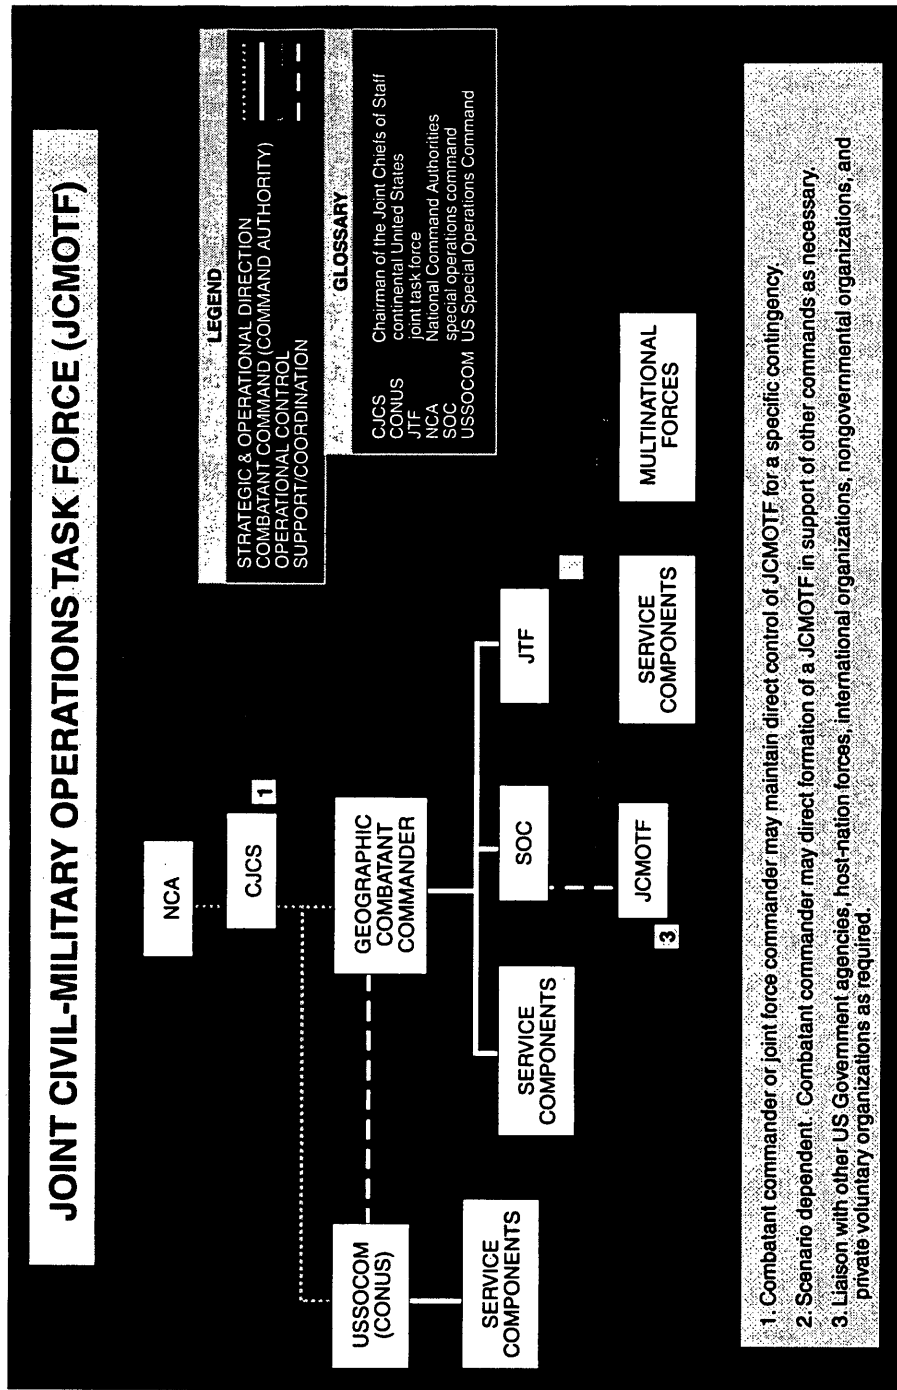 JOINT CIVIL-MILITARY OPERATIONS TASK FORCE (JCMOTF)
LEGEND
STRATEGIC & OPERATIONAL DIRECTION
COMBATANT COMMAND (COMMAND AUTHORITY)
OPERATIONAL CONTROL
SUPPORT/COORDINATION
GLOSSARY
CJCS Chairman of the Joint Chiefs of Staff
CONUS continental United States
JTF joint task force
NCA National Command Authorities
SOC special operations command
USSOCOM US Special Operations Command
NCA
CJCS
1
USSOCOM
(CONUS)
GEOGRAPHIC
COMBATANT
COMMANDER
SERVICE
COMPONENTS
SERVICE
COMPONENTS
SOC
JTF
3
JCMOTF
SERVICE
COMPONENTS
MULTINATIONAL
FORCES
1. Combatant commander or joint force commander may maintain direct control of JCMOTF for a specific contingency.
2. Scenario dependent. Combatant commander may direct formation of a JCMOTF in support of other commands as necessary.
3. Liaison with other US Government agencies, host-nation forces, international organizations, nongovernmental organizations, and
private voluntary organizations as required.